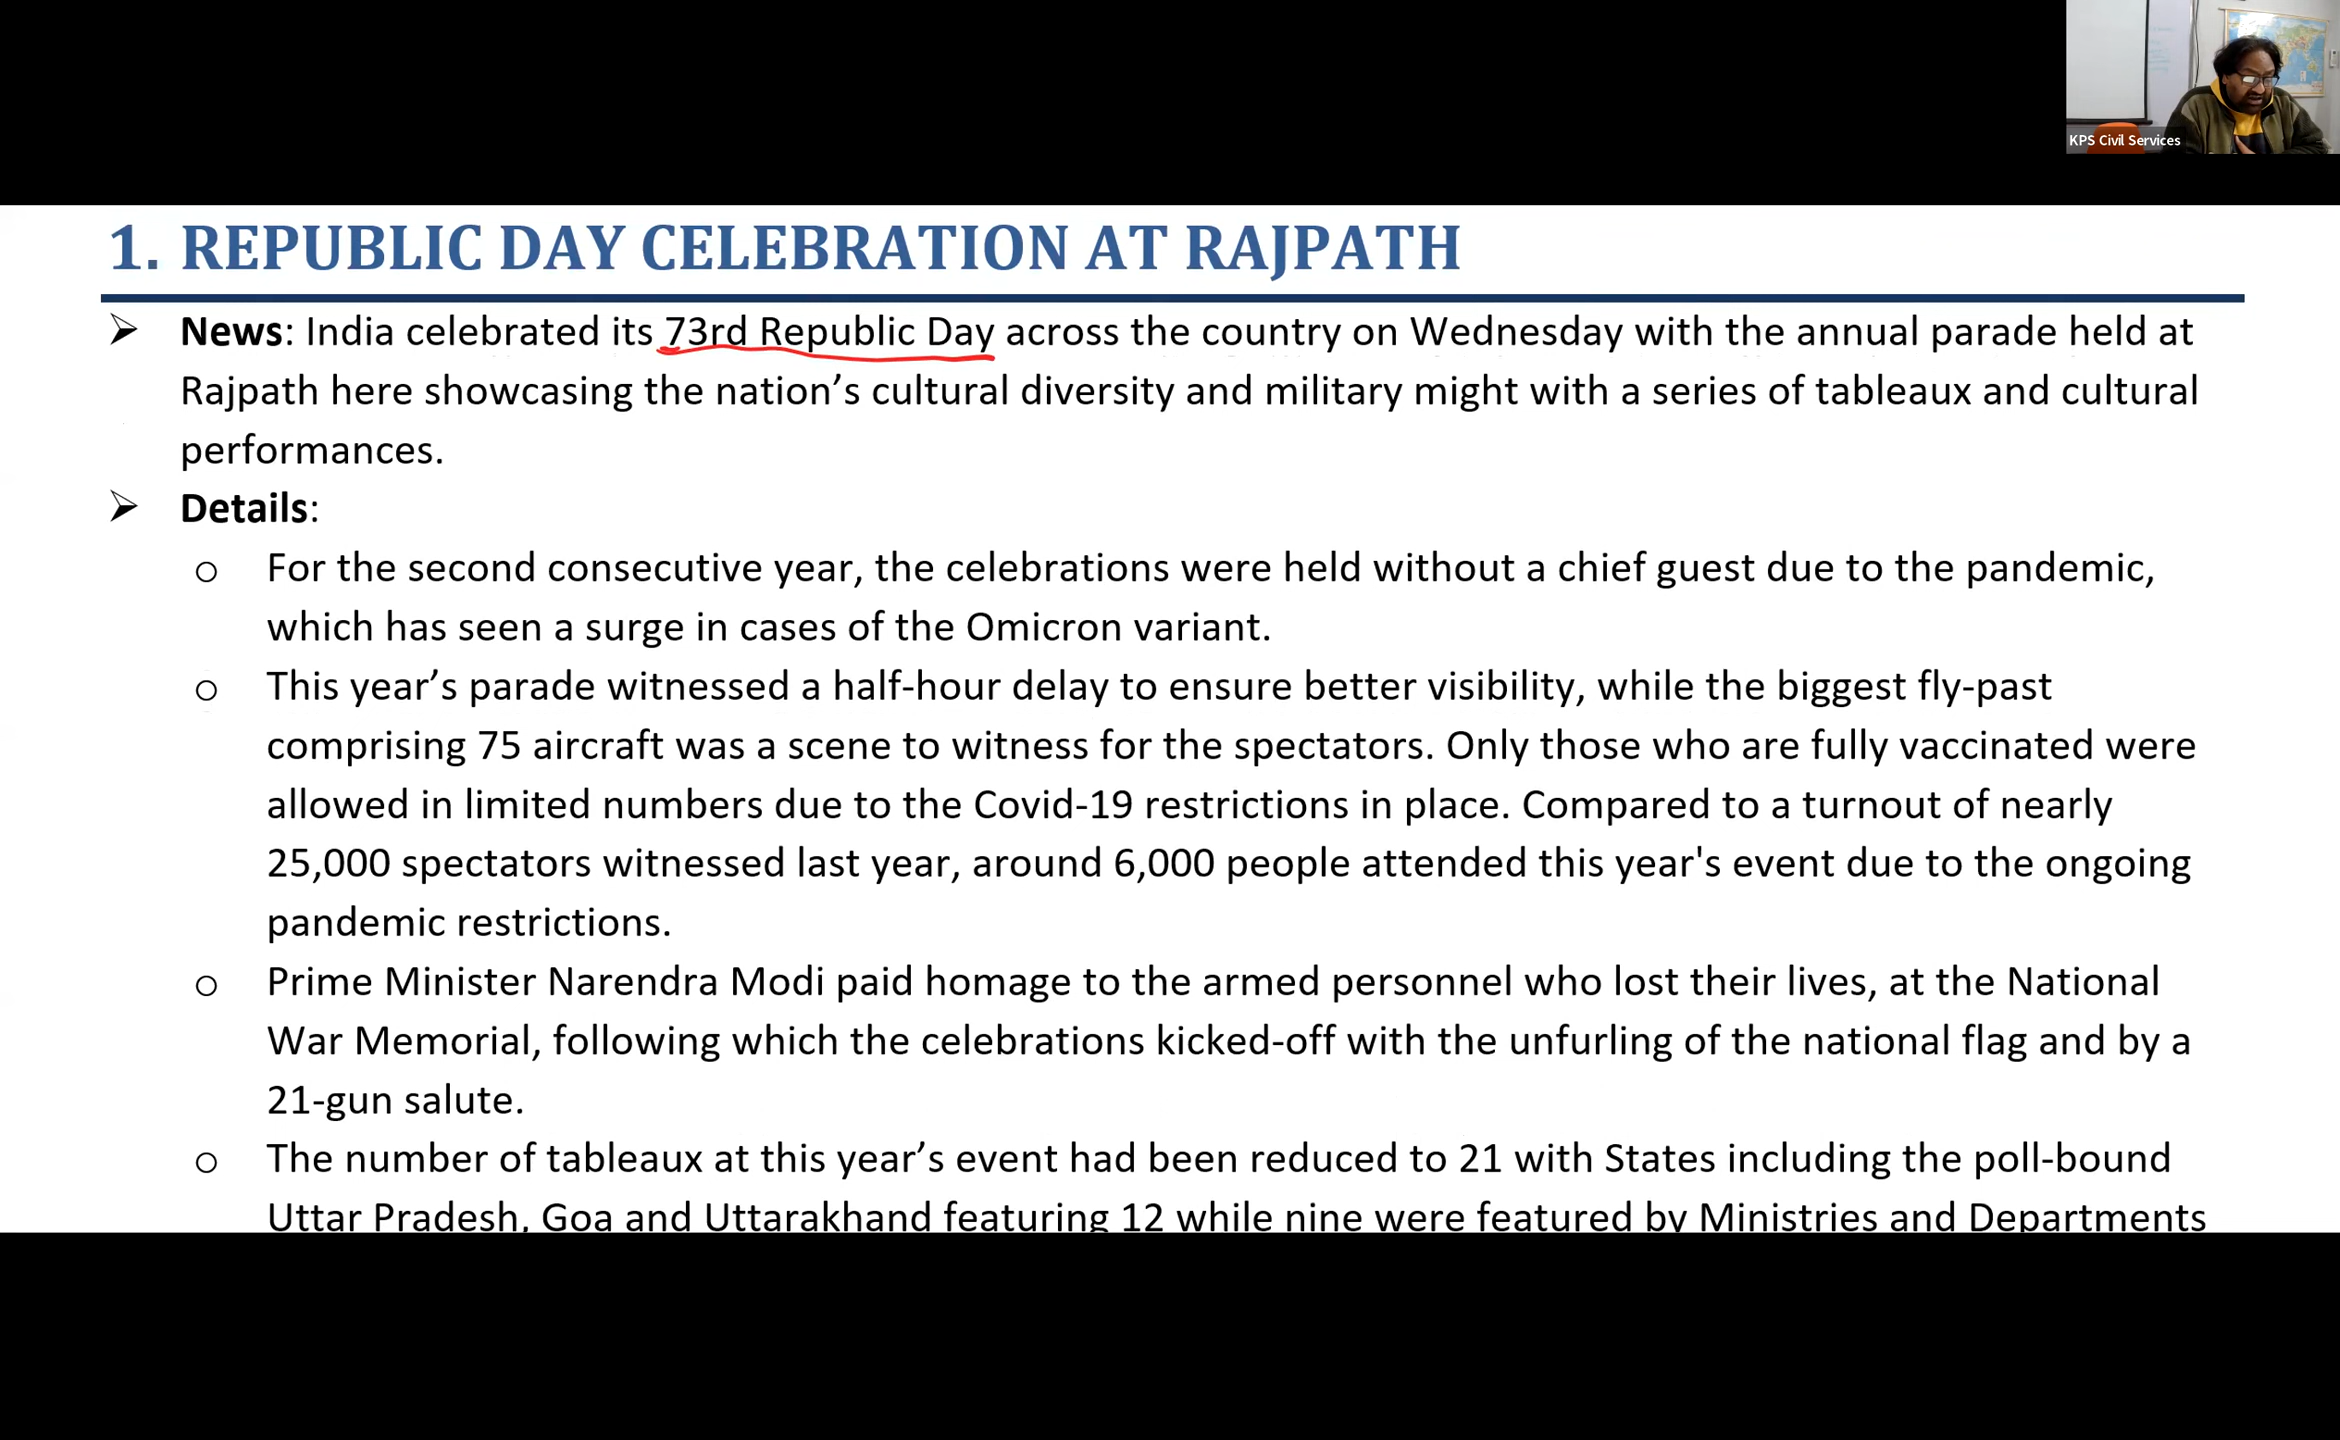 KPS Civil Services
1. REPUBLIC DAY CELEBRATION AT RAJPATH
➢ News: India celebrated its 73rd Republic Day across the country on Wednesday with the annual parade held at
Rajpath here showcasing the nation’s cultural diversity and military might with a series of tableaux and cultural
performances.
➢ Details:
o For the second consecutive year, the celebrations were held without a chief guest due to the pandemic,
which has seen a surge in cases of the Omicron variant.
o This year’s parade witnessed a half-hour delay to ensure better visibility, while the biggest fly-past
comprising 75 aircraft was a scene to witness for the spectators. Only those who are fully vaccinated were
allowed in limited numbers due to the Covid-19 restrictions in place. Compared to a turnout of nearly
25,000 spectators witnessed last year, around 6,000 people attended this year's event due to the ongoing
pandemic restrictions.
o Prime Minister Narendra Modi paid homage to the armed personnel who lost their lives, at the National
War Memorial, following which the celebrations kicked-off with the unfurling of the national flag and by a
21-gun salute.
o The number of tableaux at this year’s event had been reduced to 21 with States including the poll-bound
Uttar Pradesh, Goa and Uttarakhand featuring 12 while nine were featured by Ministries and Departments